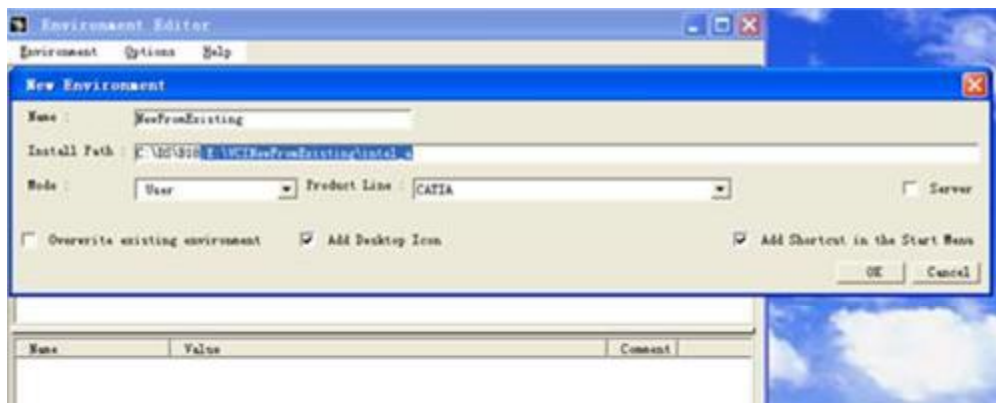 Environment Editor
Environment Options Help
New Environment
Name : NewFromExisting
Install Path :
Mode : User Product Line : CATIA Server
Overwrite existing environment Add Desktop Icon Add Shortcut in the Start Menu
OK Cancel
Name Value Comment